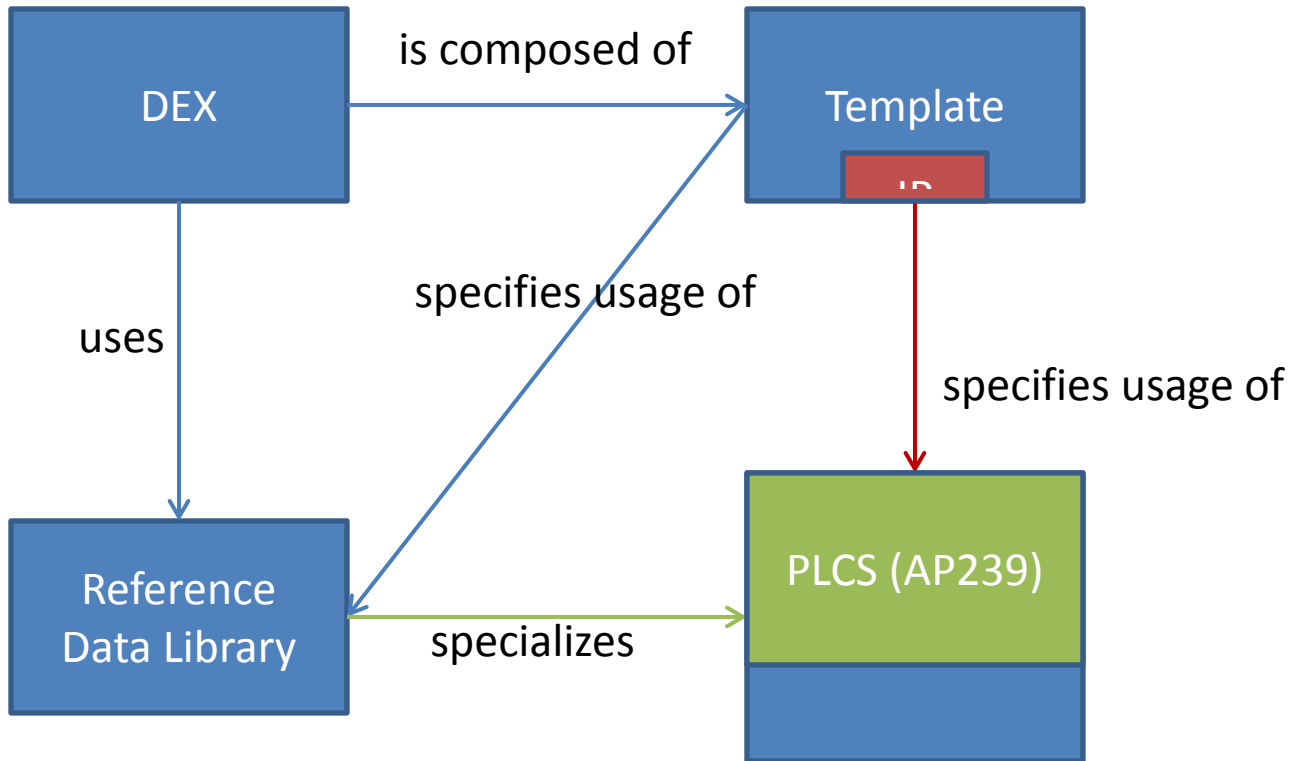 is composed of
DEX
Template
specifies usage of
uses
specifies usage of
PLCS (AP239)
Reference
Data Library
specializes